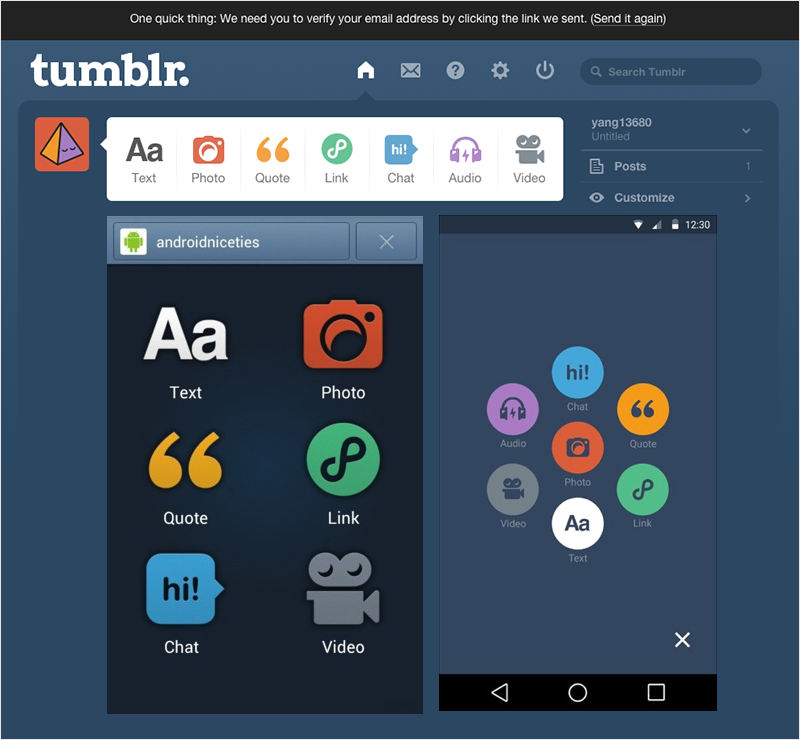 One quick thing: We need you to verify your email address by clicking the link we sent. (Send it again)
tumblr.
Search Tumblr
yang13680
Untitled
Posts 1
Customize
Aa
hi!
Text Photo Quote Link Chat Audio Video
androidniceties
Aa
Text Photo
Quote Link
hi!
Chat Video
12:30
hi!
Chat
Audio
Quote
Photo
Video
Link
Aa
Text